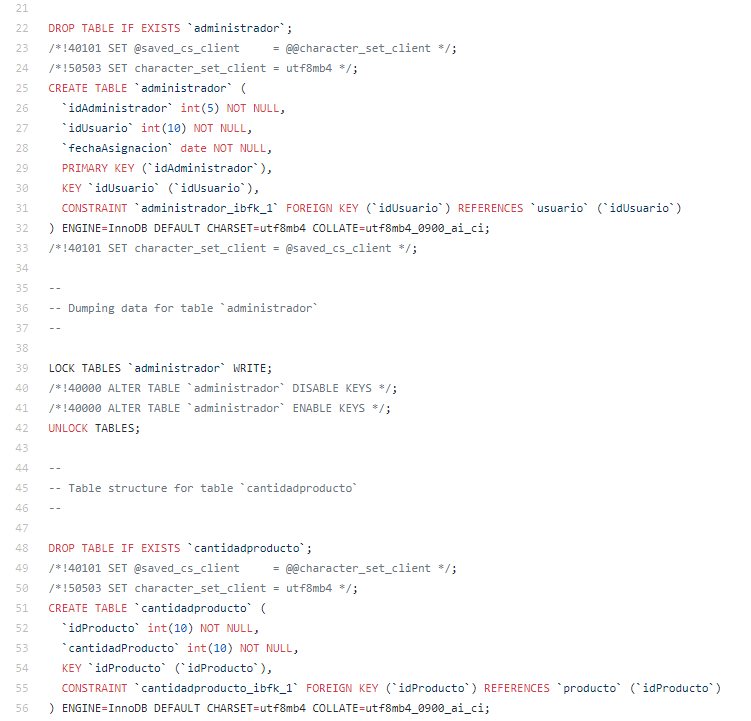 21
22 DROP TABLE IF EXISTS `administrador`;
23 /*!40101 SET @saved_cs_client     = @@character_set_client */;
24 /*!50503 SET character_set_client = utf8mb4 */;
25 CREATE TABLE `administrador` (
26   `idAdministrador` int(5) NOT NULL,
27   `idUsuario` int(10) NOT NULL,
28   `fechaAsignacion` date NOT NULL,
29   PRIMARY KEY (`idAdministrador`),
30   KEY `idUsuario` (`idUsuario`),
31   CONSTRAINT `administrador_ibfk_1` FOREIGN KEY (`idUsuario`) REFERENCES `usuario` (`idUsuario`)
32 ) ENGINE=InnoDB DEFAULT CHARSET=utf8mb4 COLLATE=utf8mb4_0900_ai_ci;
33 /*!40101 SET character_set_client = @saved_cs_client */;
34
35 --
36 -- Dumping data for table `administrador`
37 --
38
39 LOCK TABLES `administrador` WRITE;
40 /*!40000 ALTER TABLE `administrador` DISABLE KEYS */;
41 /*!40000 ALTER TABLE `administrador` ENABLE KEYS */;
42 UNLOCK TABLES;
43
44 --
45 -- Table structure for table `cantidadproducto`
46 --
47
48 DROP TABLE IF EXISTS `cantidadproducto`;
49 /*!40101 SET @saved_cs_client     = @@character_set_client */;
50 /*!50503 SET character_set_client = utf8mb4 */;
51 CREATE TABLE `cantidadproducto` (
52   `idProducto` int(10) NOT NULL,
53   `cantidadProducto` int(10) NOT NULL,
54   KEY `idProducto` (`idProducto`),
55   CONSTRAINT `cantidadproducto_ibfk_1` FOREIGN KEY (`idProducto`) REFERENCES `producto` (`idProducto`)
56 ) ENGINE=InnoDB DEFAULT CHARSET=utf8mb4 COLLATE=utf8mb4_0900_ai_ci;